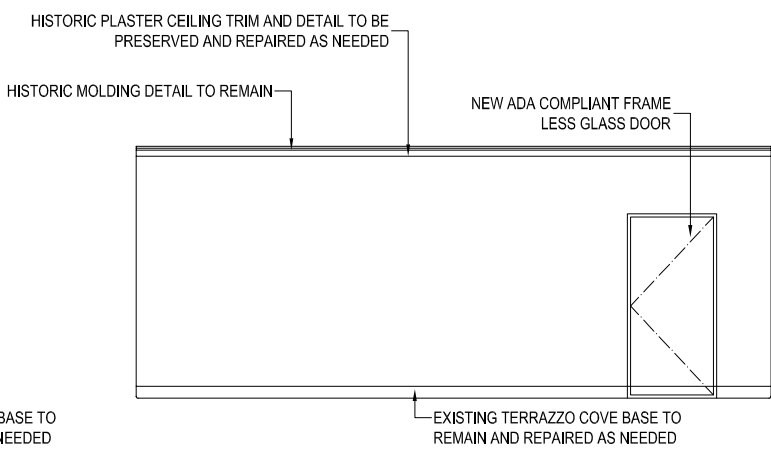 HISTORIC PLASTER CEILING TRIM AND DETAIL TO BE
PRESERVED AND REPAIRED AS NEEDED
HISTORIC MOLDING DETAIL TO REMAIN
NEW ADA COMPLIANT FRAME
LESS GLASS DOOR
BASE TO
NEEDED
EXISTING TERRAZZO COVE BASE TO
REMAIN AND REPAIRED AS NEEDED